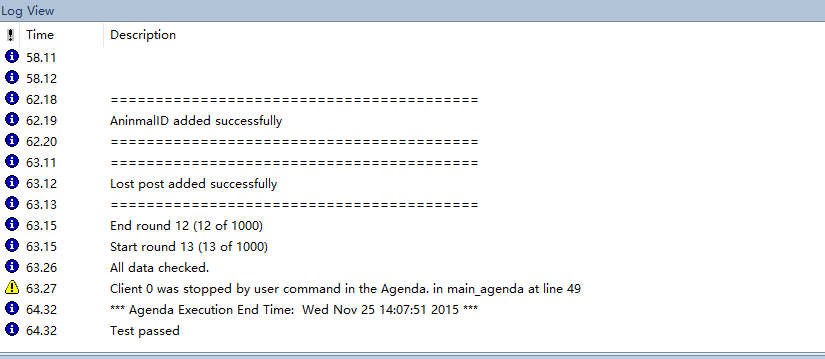 Log View
! Time Description
58.11
58.12
62.18 =========================================
62.19 AninmalID added successfully
62.20 =========================================
63.11 =========================================
63.12 Lost post added successfully
63.13 =========================================
63.15 End round 12 (12 of 1000)
63.15 Start round 13 (13 of 1000)
63.26 All data checked.
63.27 Client 0 was stopped by user command in the Agenda. in main_agenda at line 49
64.32 *** Agenda Execution End Time:  Wed Nov 25 14:07:51 2015 ***
64.32 Test passed